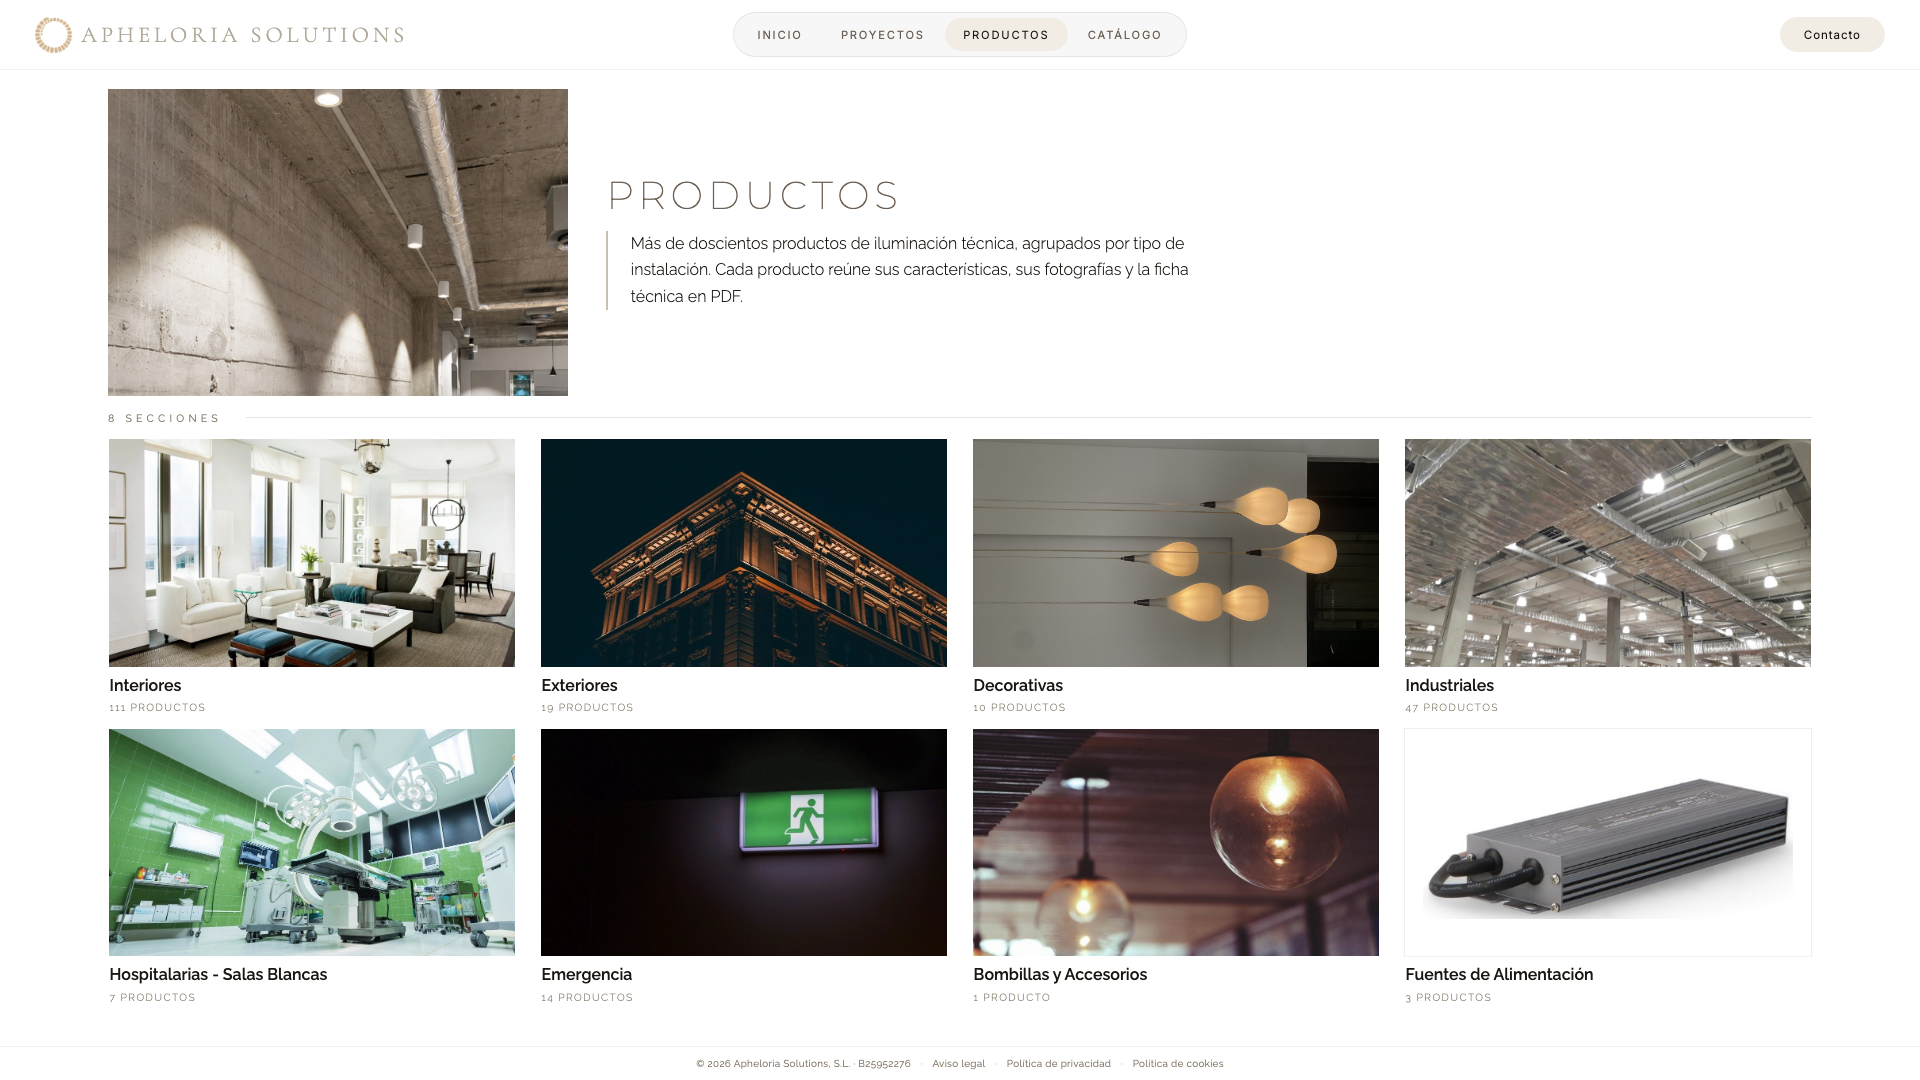 APHELORIA SOLUTIONS
INICIO
PROYECTOS
PRODUCTOS
CATÁLOGO
Contacto
PRODUCTOS
Más de doscientos productos de iluminación técnica, agrupados por tipo de
instalación. Cada producto reúne sus características, sus fotografías y la ficha
técnica en PDF.
8 SECCIONES
Interiores
111 PRODUCTOS
Exteriores
19 PRODUCTOS
Decorativas
10 PRODUCTOS
Industriales
47 PRODUCTOS
Hospitalarias - Salas Blancas
7 PRODUCTOS
Emergencia
14 PRODUCTOS
Bombillas y Accesorios
1 PRODUCTO
Fuentes de Alimentación
3 PRODUCTOS
© 2026 Apheloria Solutions, S.L. · B25952276 · Aviso legal · Política de privacidad · Política de cookies